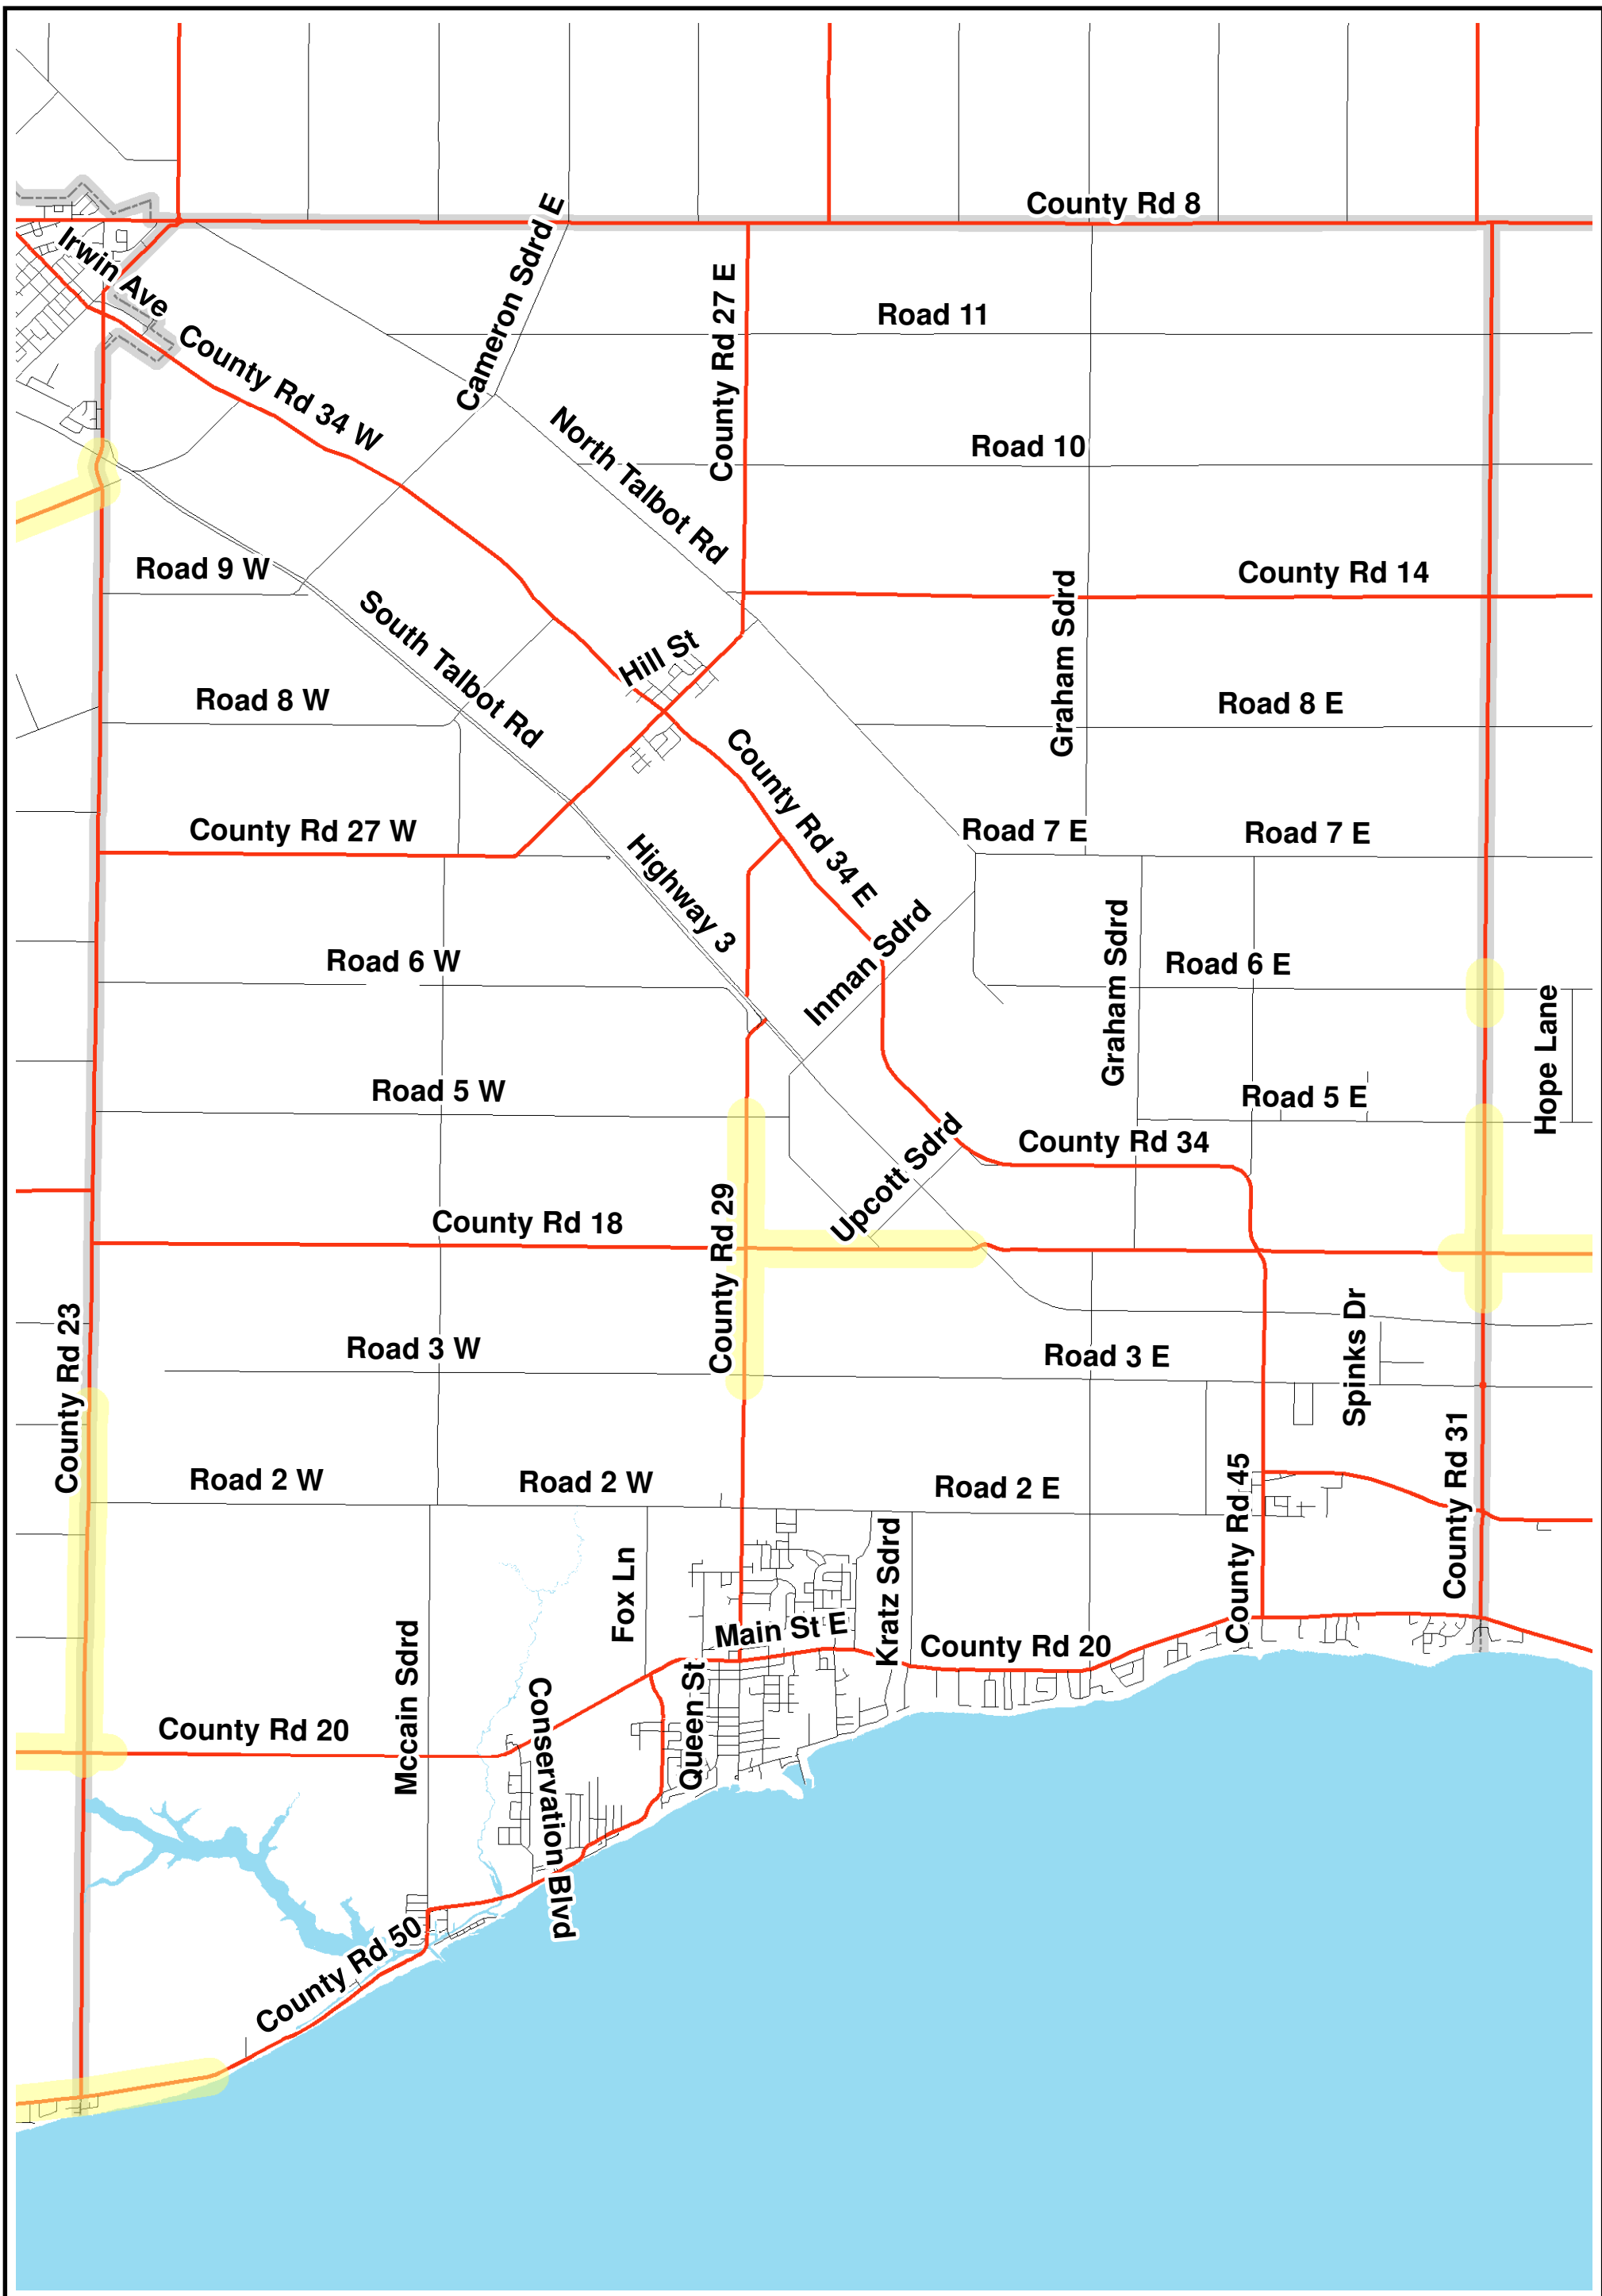 County Rd 8
Irwin Ave
Cameron Sdrd E
County Rd 27 E
Road 11
County Rd 34 W
North Talbot Rd
Road 10
Road 9 W
County Rd 14
South Talbot Rd
Hill St
Graham Sdrd
Road 8 W
Road 8 E
County Rd 34 E
County Rd 27 W
Road 7 E
Road 7 E
Highway 3
Inman Sdrd
Graham Sdrd
Road 6 W
Road 6 E
Hope Lane
Road 5 W
Road 5 E
Upcott Sdrd
County Rd 34
County Rd 18
County Rd 29
County Rd 23
Road 3 W
Road 3 E
Spinks Dr
County Rd 31
Road 2 W
Road 2 W
Road 2 E
County Rd 45
Fox Ln
Kratz Sdrd
Main St E
County Rd 20
Mccain Sdrd
Queen St
Conservation Blvd
County Rd 20
County Rd 50